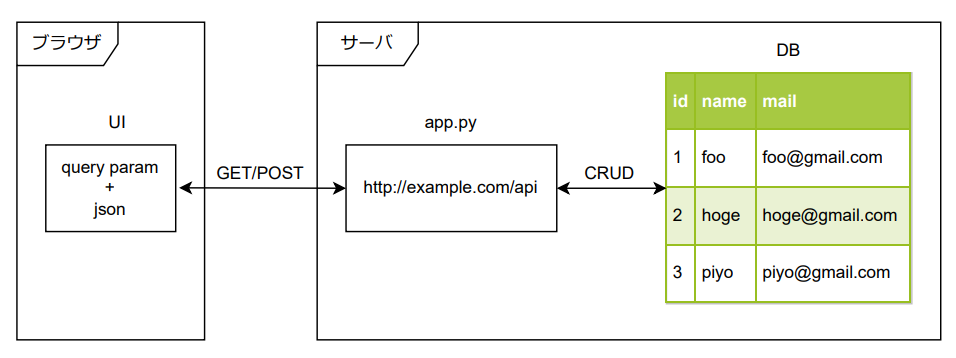 ブラウザ
UI
query param
+
json
GET/POST
サーバ
app.py
http://example.com/api
CRUD
DB
id name mail
1 foo foo@gmail.com
2 hoge hoge@gmail.com
3 piyo piyo@gmail.com